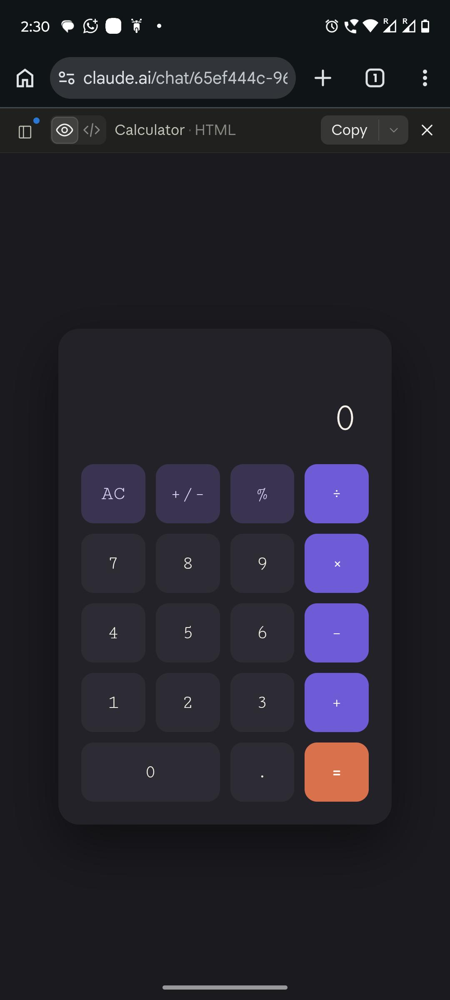 2:30
R R
claude.ai/chat/65ef444c-96
1
Calculator · HTML
Copy
0
AC +/- % ÷
7 8 9 ×
4 5 6 −
1 2 3 +
0 . =